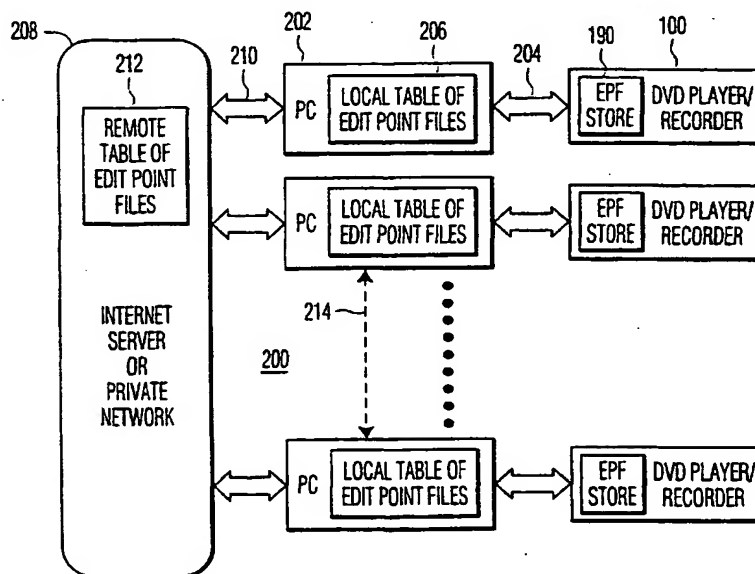 208
212
210
202
206
204
190
100
REMOTE
TABLE OF
EDIT POINT
FILES
PC
LOCAL TABLE OF
EDIT POINT FILES
EPF
STORE
DVD PLAYER/
RECORDER
PC
LOCAL TABLE OF
EDIT POINT FILES
EPF
STORE
DVD PLAYER/
RECORDER
INTERNET
SERVER
OR
PRIVATE
NETWORK
214
200
PC
LOCAL TABLE OF
EDIT POINT FILES
EPF
STORE
DVD PLAYER/
RECORDER